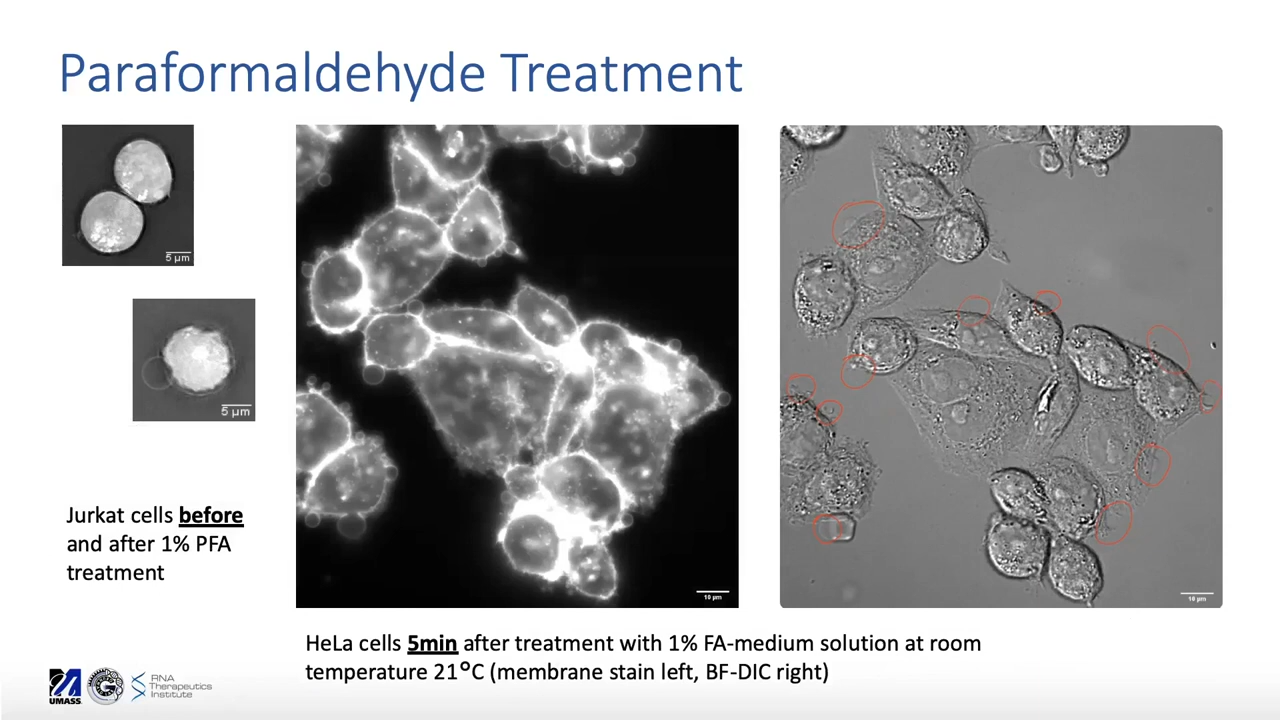 Paraformaldehyde Treatment
5 µm
5 µm
10 µm
10 µm
Jurkat cells before
and after 1% PFA
treatment
HeLa cells 5min after treatment with 1% FA-medium solution at room
temperature 21°C (membrane stain left, BF-DIC right)
UMASS
RNA
Therapeutics
Institute